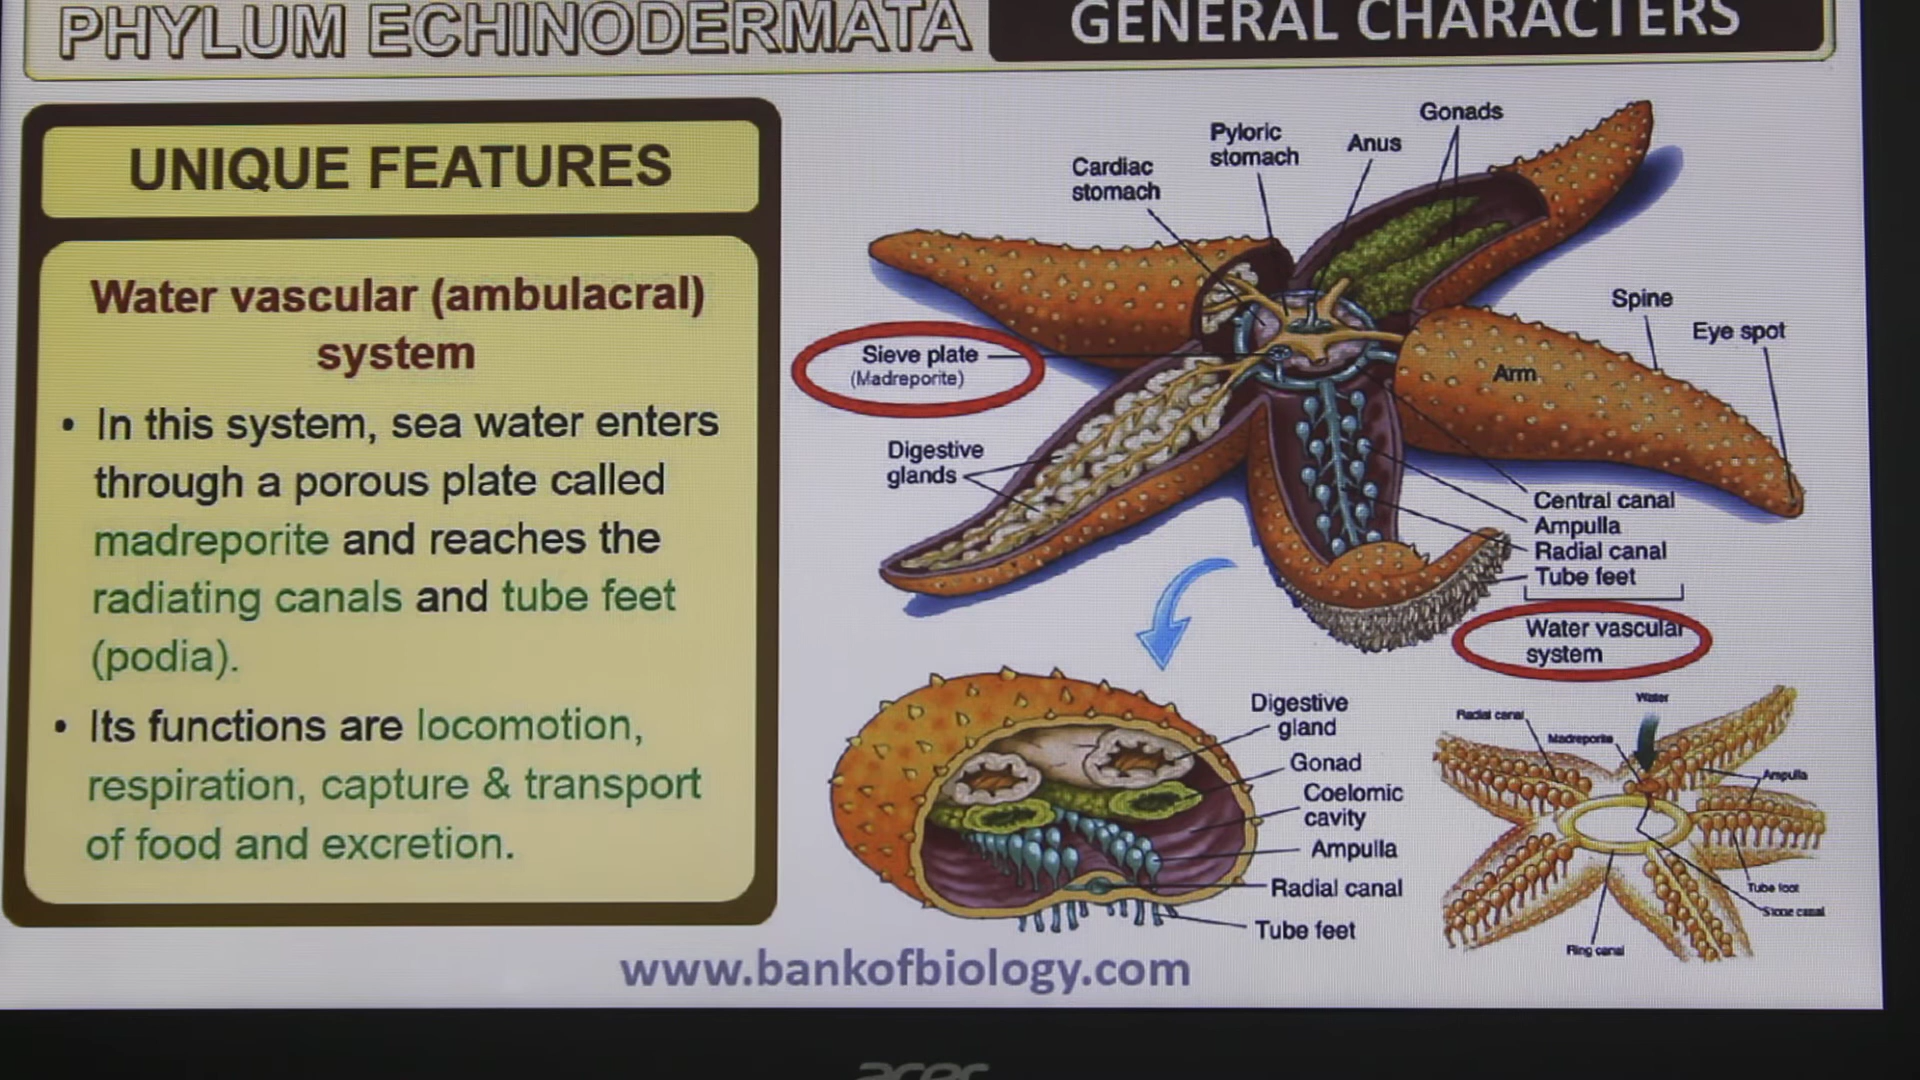 PHYLUM ECHINODERMATA
GENERAL CHARACTERS
UNIQUE FEATURES
Water vascular (ambulacral)
system
• In this system, sea water enters
through a porous plate called
madreporite and reaches the
radiating canals and tube feet
(podia).
• Its functions are locomotion,
respiration, capture & transport
of food and excretion.
Cardiac
stomach
Pyloric
stomach
Anus
Gonads
Spine
Eye spot
Arm
Sieve plate
(Madreporite)
Digestive
glands
Central canal
Ampulla
Radial canal
Tube feet
Water vascular
system
Digestive
gland
Gonad
Coelomic
cavity
Ampulla
Radial canal
Tube feet
Water
Radial canal
Madreporite
Ampulla
Tube foot
Stone canal
Ring canal
www.bankofbiology.com
acer